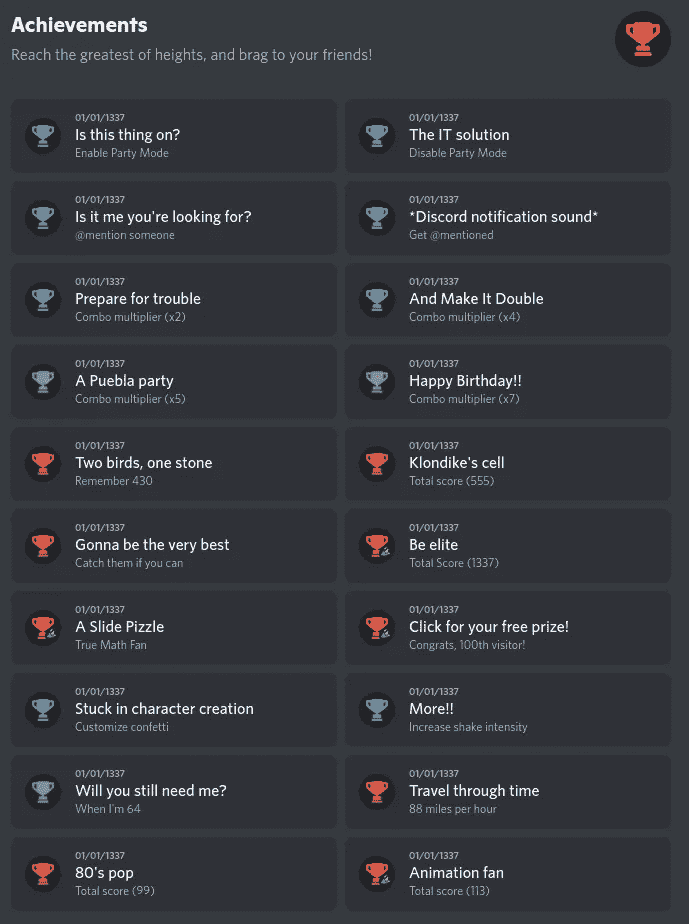 Achievements
Reach the greatest of heights, and brag to your friends!
01/01/1337
Is this thing on?
Enable Party Mode
01/01/1337
The IT solution
Disable Party Mode
01/01/1337
Is it me you're looking for?
@mention someone
01/01/1337
*Discord notification sound*
Get @mentioned
01/01/1337
Prepare for trouble
Combo multiplier (x2)
01/01/1337
And Make It Double
Combo multiplier (x4)
01/01/1337
A Puebla party
Combo multiplier (x5)
01/01/1337
Happy Birthday!!
Combo multiplier (x7)
01/01/1337
Two birds, one stone
Remember 430
01/01/1337
Klondike's cell
Total score (555)
01/01/1337
Gonna be the very best
Catch them if you can
01/01/1337
Be elite
Total Score (1337)
01/01/1337
A Slide Pizzle
True Math Fan
01/01/1337
Click for your free prize!
Congrats, 100th visitor!
01/01/1337
Stuck in character creation
Customize confetti
01/01/1337
More!!
Increase shake intensity
01/01/1337
Will you still need me?
When I'm 64
01/01/1337
Travel through time
88 miles per hour
01/01/1337
80's pop
Total score (99)
01/01/1337
Animation fan
Total score (113)